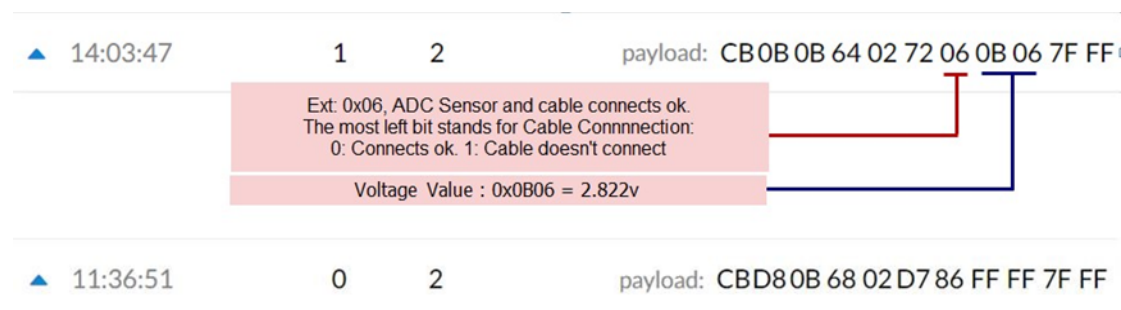 14:03:47 1 2 payload: CB 0B 0B 64 02 72 06 0B 06 7F FF
Ext: 0x06, ADC Sensor and cable connects ok.
The most left bit stands for Cable Connnnection:
0: Connects ok. 1: Cable doesn't connect
Voltage Value : 0x0B06 = 2.822v
11:36:51 0 2 payload: CB D8 0B 68 02 D7 86 FF FF 7F FF